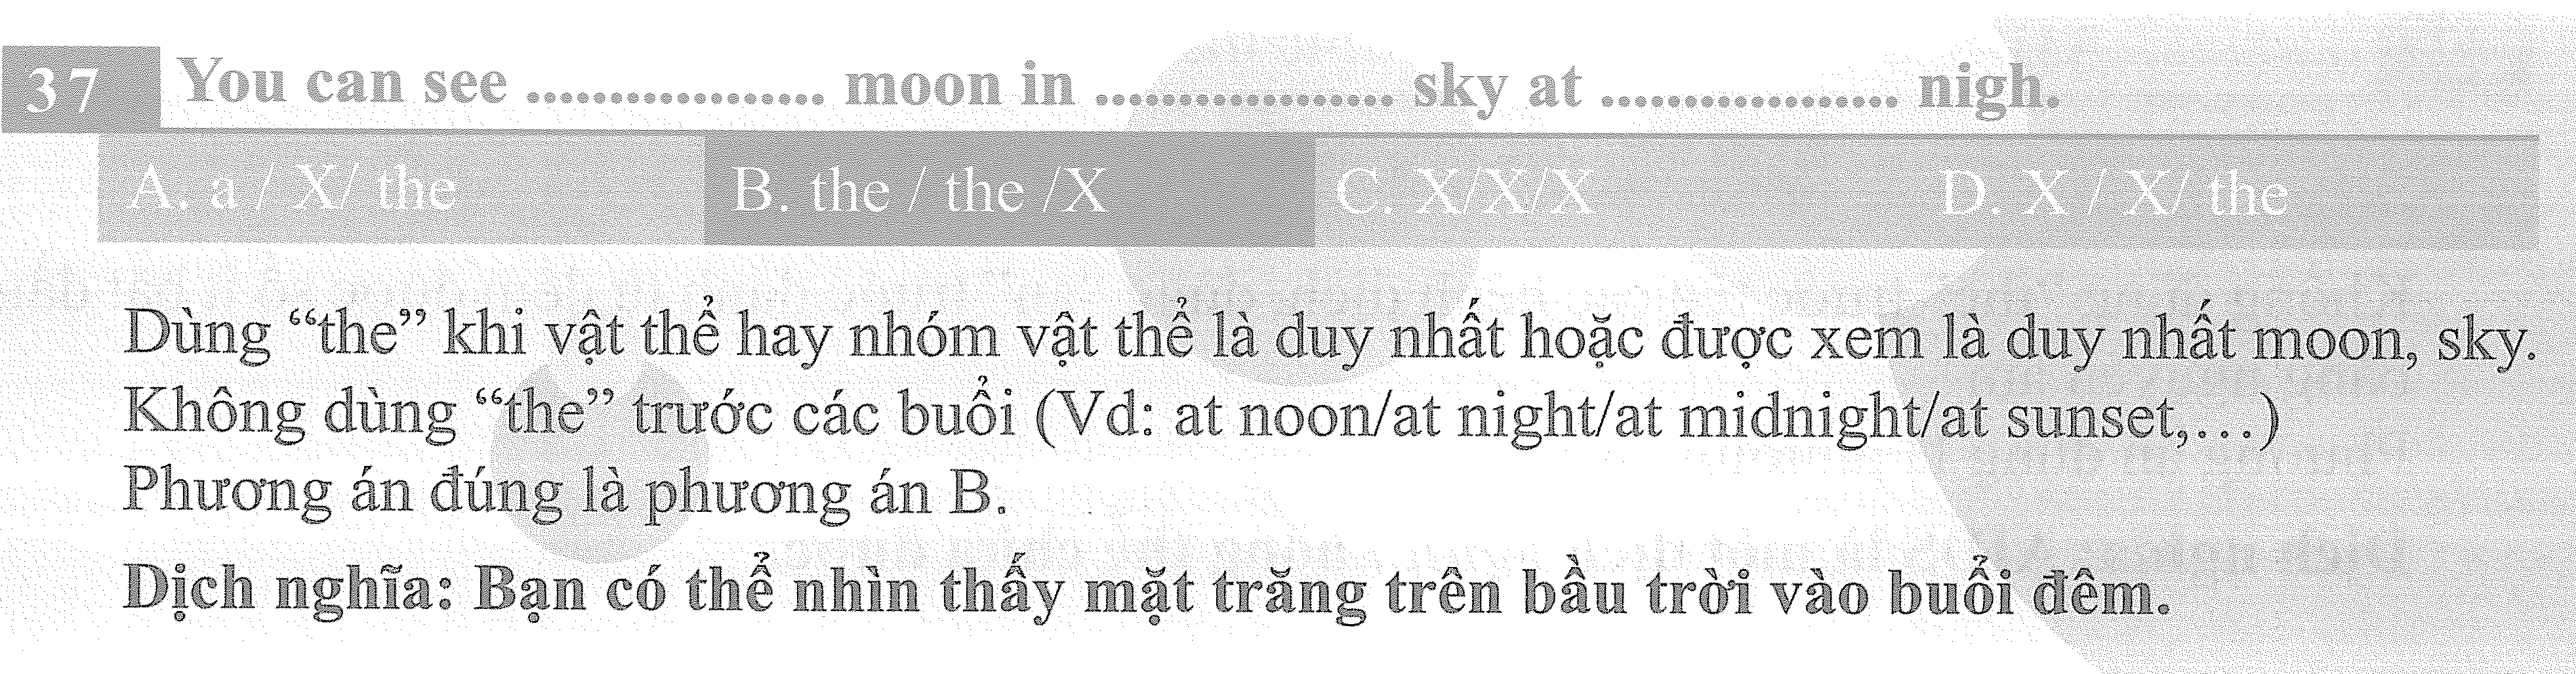 37 You can see ................. moon in ................. sky at ................. nigh.
A. a / X/ the B. the / the /X C. X/X/X D. X / X/ the
Dùng “the” khi vật thể hay nhóm vật thể là duy nhất hoặc được xem là duy nhất moon, sky.
Không dùng “the” trước các buổi (Vd: at noon/at night/at midnight/at sunset,…)
Phương án đúng là phương án B.
Dịch nghĩa: Bạn có thể nhìn thấy mặt trăng trên bầu trời vào buổi đêm.